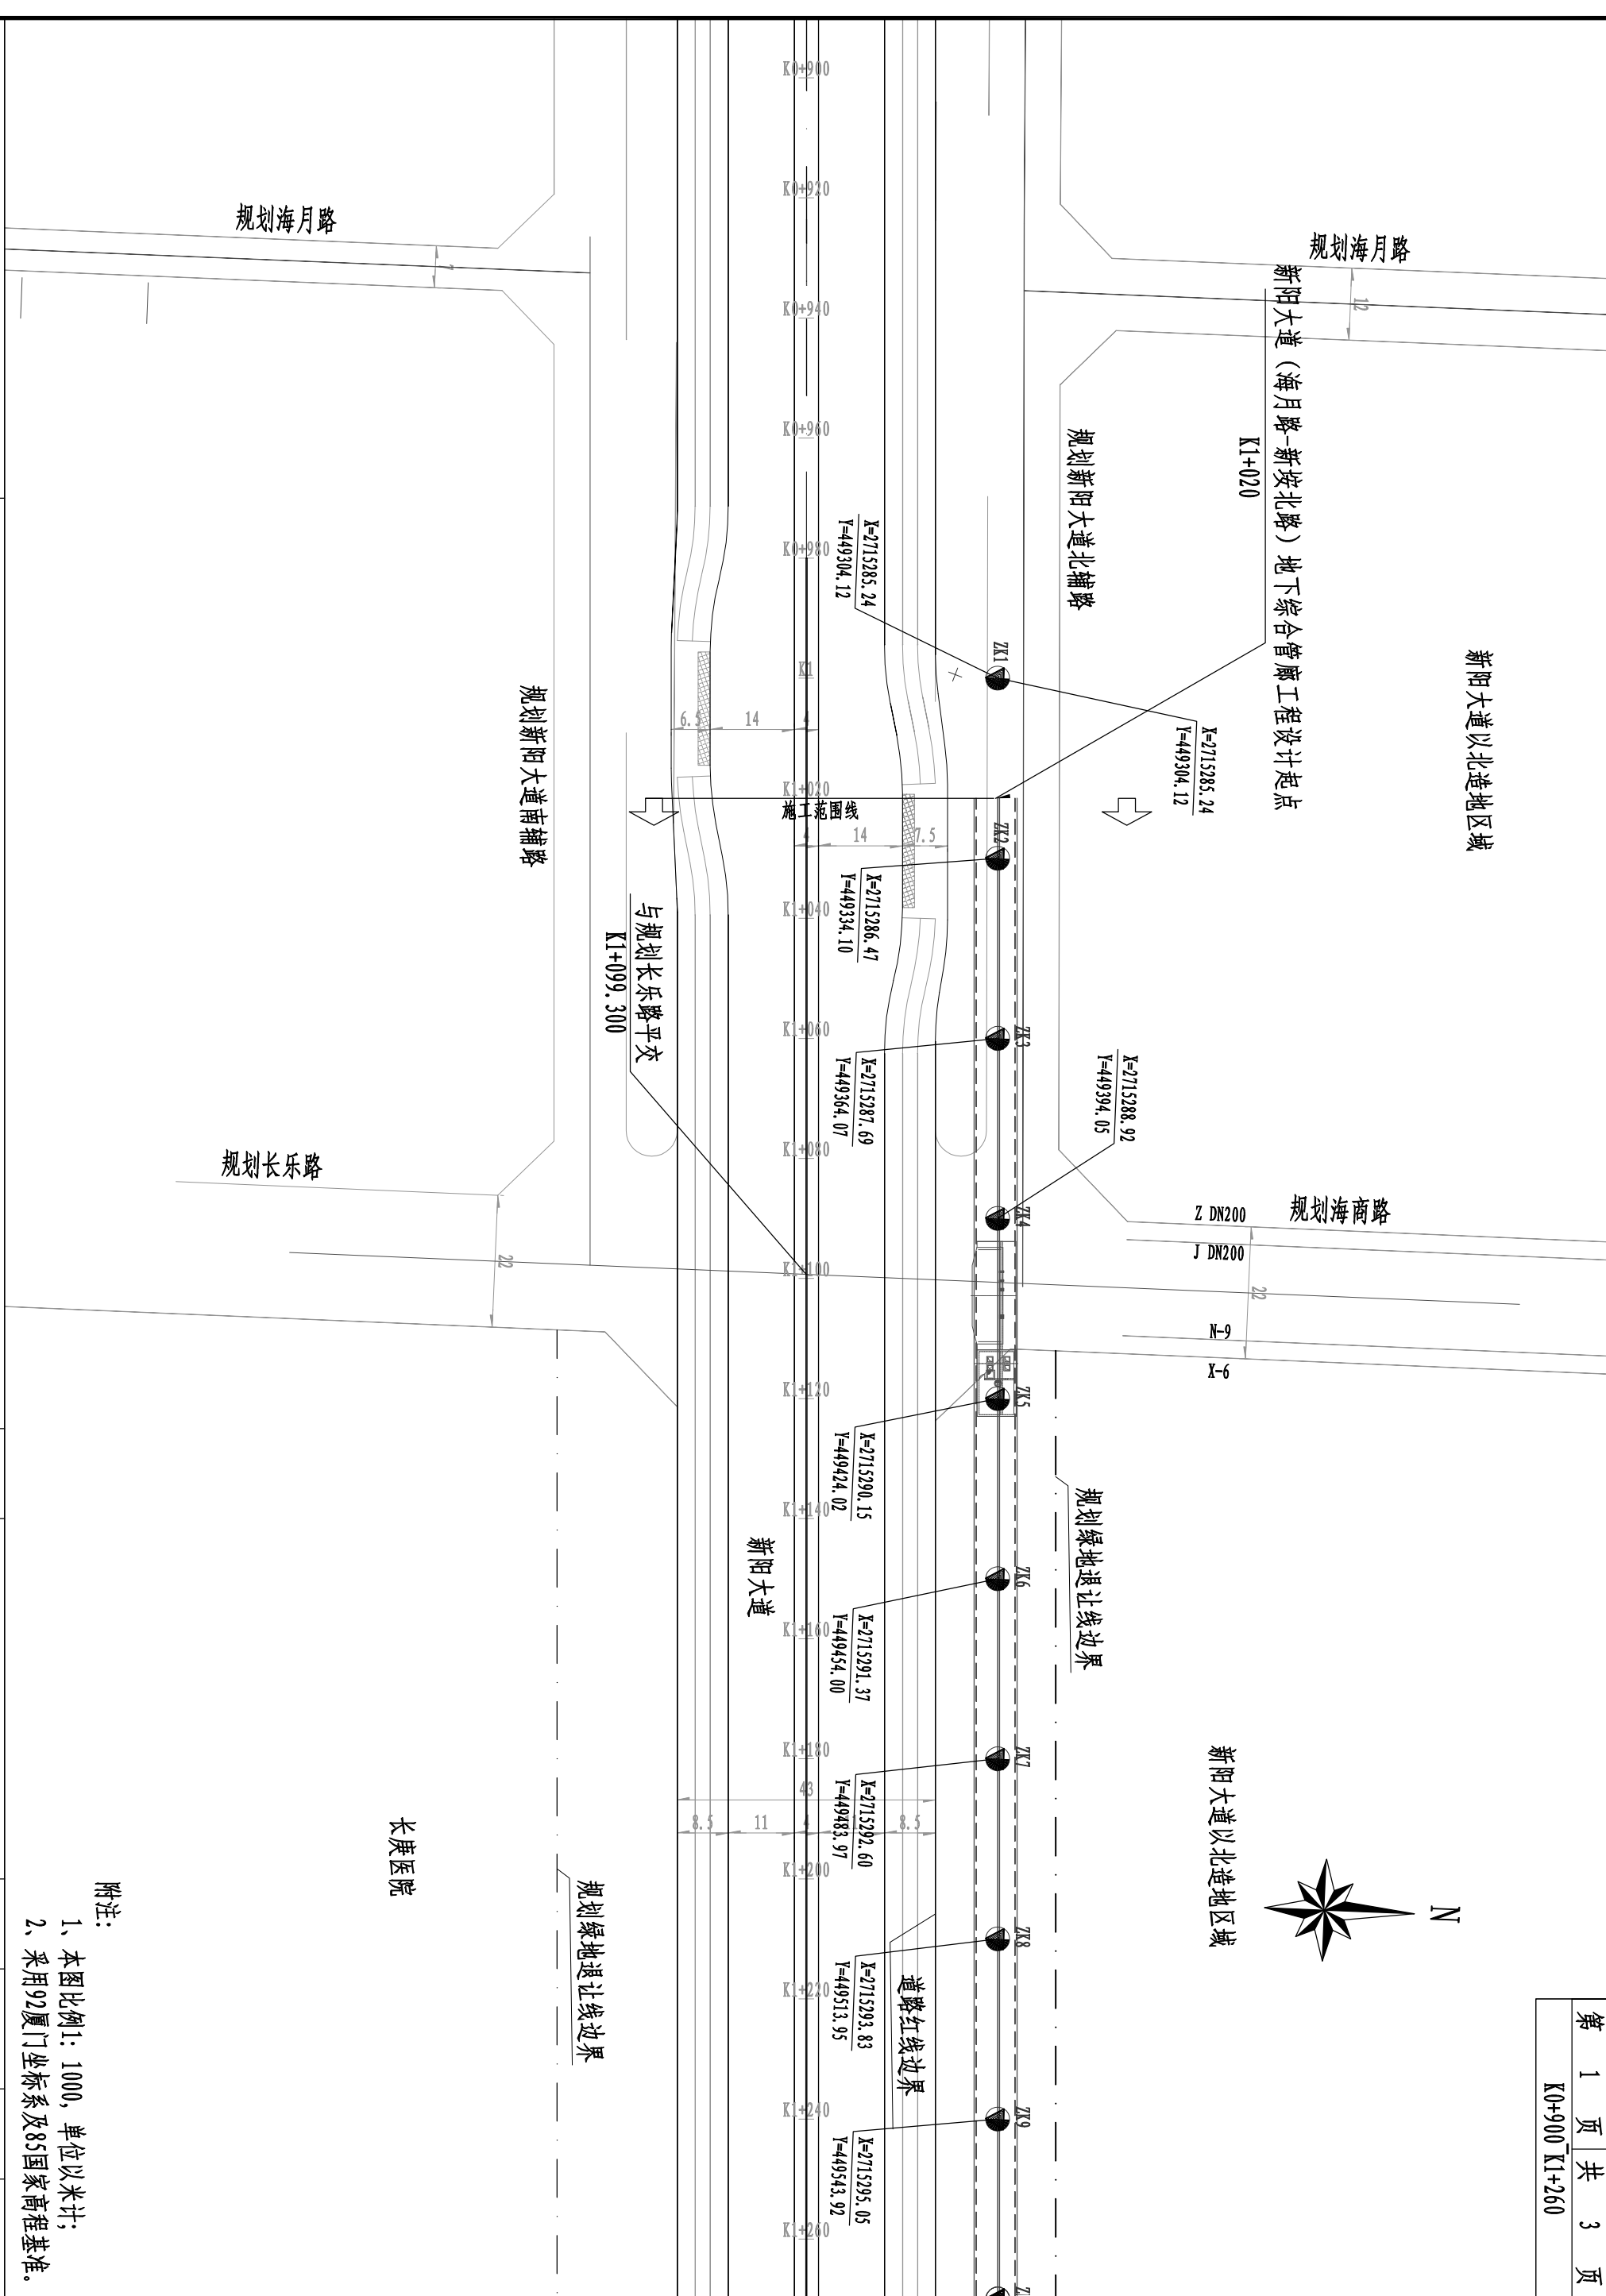 第 1 页 共 3 页
K0+900-K1+260
N
新阳大道以北造地区域
新阳大道以北造地区域
规划海月路
12
新阳大道（海月路-新垵北路）地下综合管廊工程设计起点
K1+020
规划海商路
Z DN200
J DN200
22
N-9
X-6
X=2715285.24
Y=449304.12
X=2715288.92
Y=449394.05
规划新阳大道北辅路
规划绿地退让线边界
ZK1
ZK2
ZK3
ZK4
ZK5
ZK6
ZK7
ZK8
ZK9
道路红线边界
X=2715285.24
Y=449304.12
X=2715286.47
Y=449334.10
X=2715287.69
Y=449364.07
X=2715290.15
Y=449424.02
X=2715291.37
Y=449454.00
X=2715292.60
Y=449483.97
X=2715293.83
Y=449513.95
X=2715295.05
Y=449543.92
K0+900
K0+920
K0+940
K0+960
K0+980
K1
K1+020
K1+040
K1+060
K1+080
K1+100
K1+120
K1+140
K1+160
K1+180
K1+200
K1+220
K1+240
K1+260
6.5
14
4
施工范围线
4
14
7.5
43
8.5
11
4
8.5
新阳大道
与规划长乐路平交
K1+099.300
规划新阳大道南辅路
规划绿地退让线边界
22
7
规划海月路
规划长乐路
长庚医院
附注：
1、本图比例1：1000，单位以米计；
2、采用92厦门坐标系及85国家高程基准。